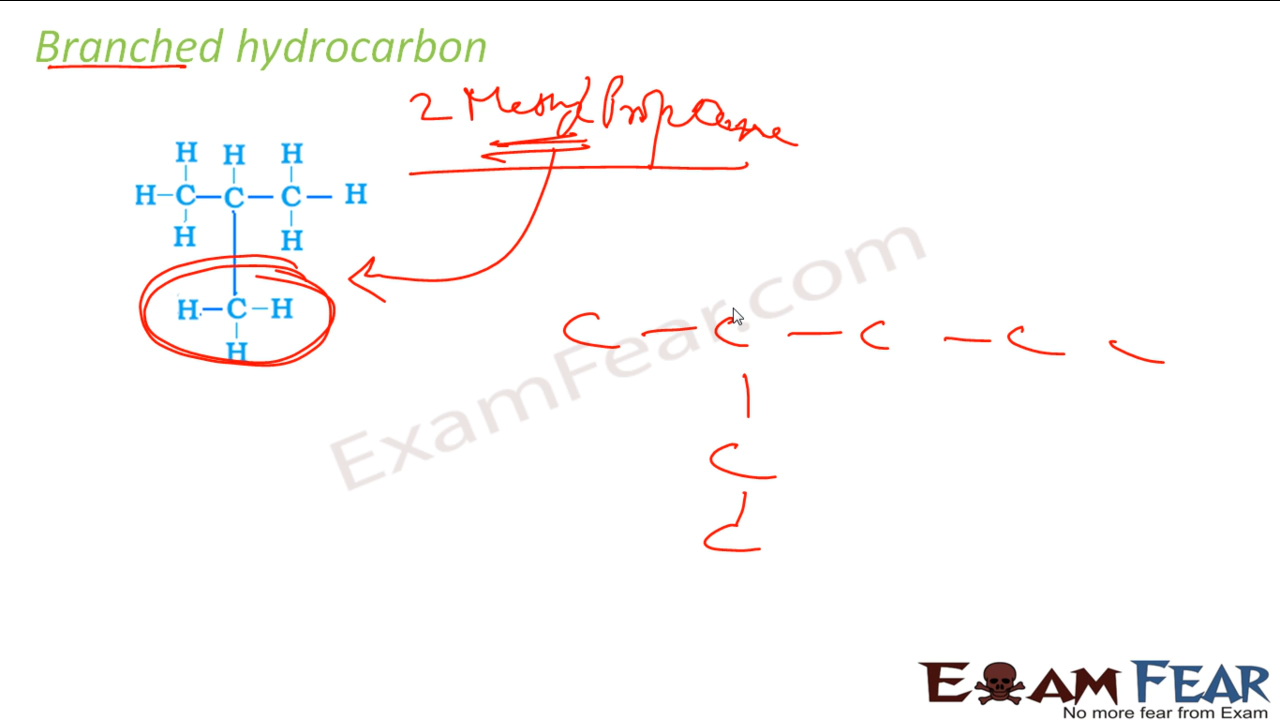 Branched hydrocarbon
2 Methyl Propane
H H H
H-C-C-C-H
H H
H-C-H
H
ExamFear.com
C - C - C - C C
|
C
|
C
EXAM FEAR
No more fear from Exam